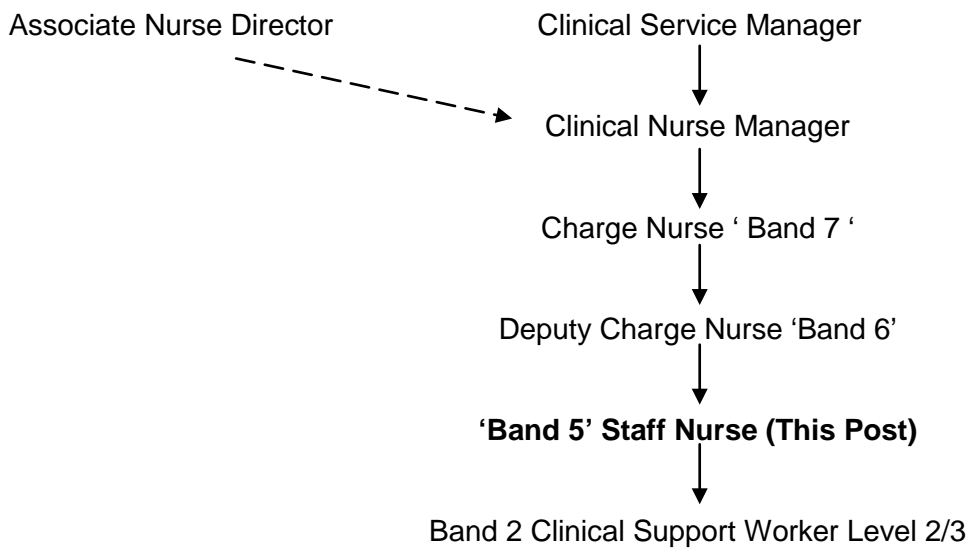 Associate Nurse Director
Clinical Service Manager
Clinical Nurse Manager
Charge Nurse ‘ Band 7 ‘
Deputy Charge Nurse ‘Band 6’
‘Band 5’ Staff Nurse (This Post)
Band 2 Clinical Support Worker Level 2/3